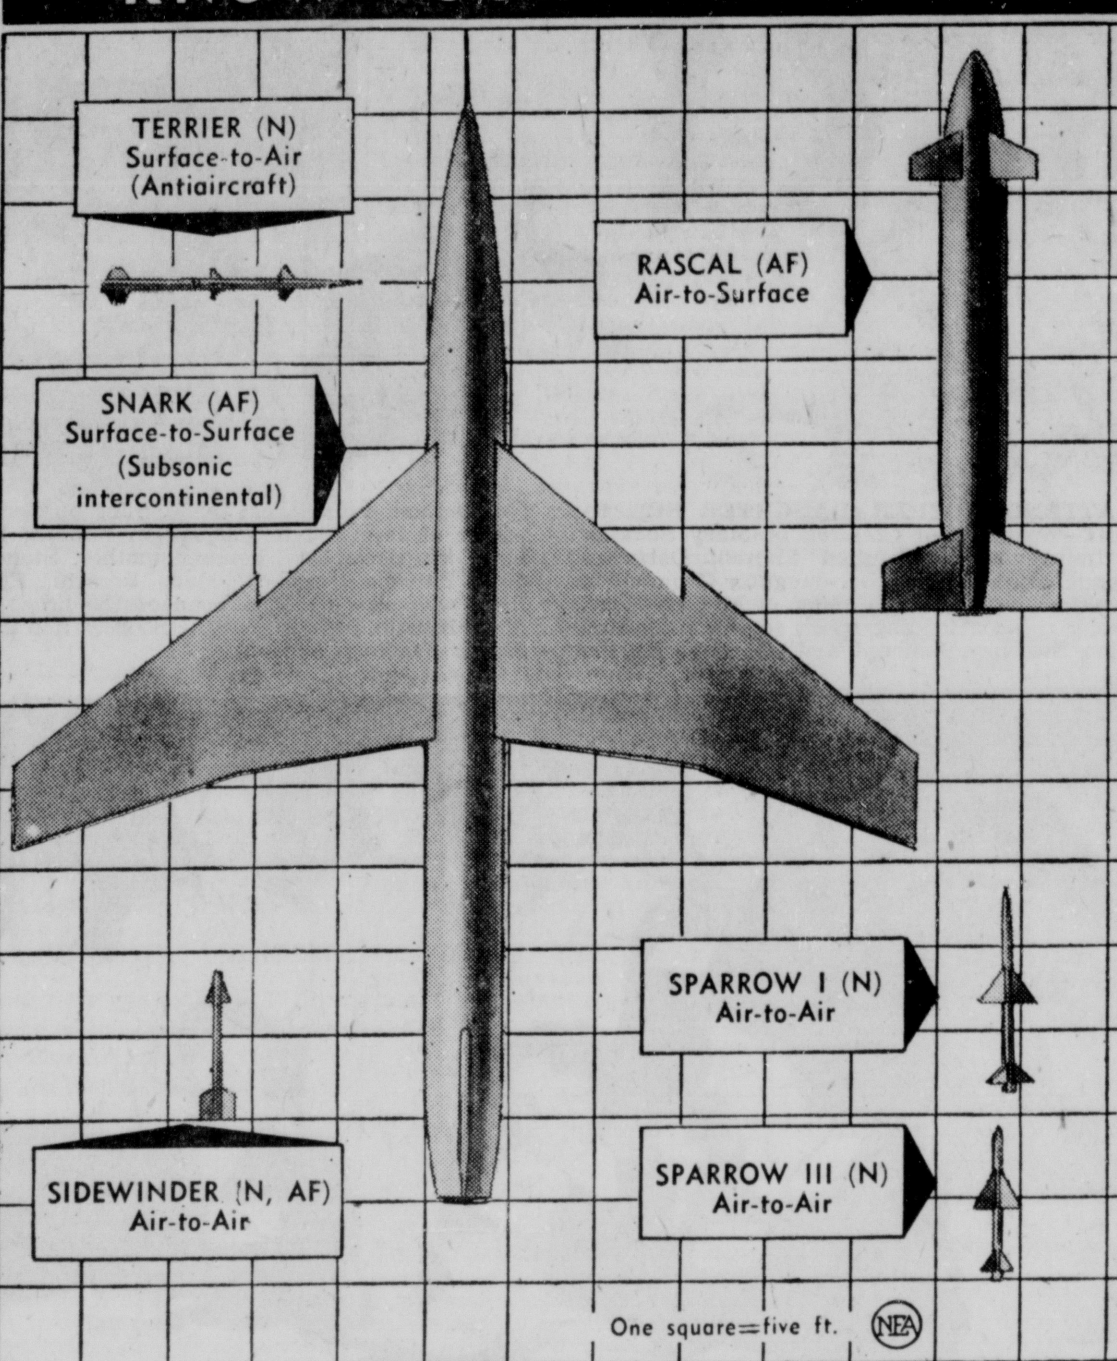 TERRIER (N)
Surface-to-Air
(Antiaircraft)
RASCAL (AF)
Air-to-Surface
SNARK (AF)
Surface-to-Surface
(Subsonic
intercontinental)
SPARROW I (N)
Air-to-Air
SIDEWINDER (N, AF)
Air-to-Air
SPARROW III (N)
Air-to-Air
One square=five ft.
NEA